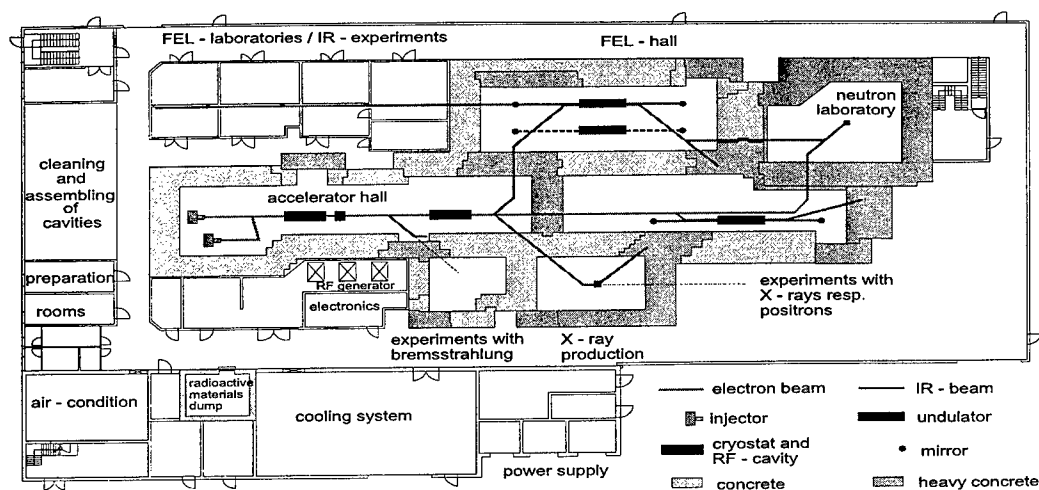 FEL - laboratories / IR - experiments
FEL - hall
neutron
laboratory
cleaning
and
assembling
of
cavities
accelerator hall
preparation
rooms
RF generator
electronics
experiments with
X - rays resp.
positrons
experiments with
bremsstrahlung
X - ray
production
air - condition
radioactive
materials
dump
cooling system
power supply
electron beam
IR - beam
injector
undulator
cryostat and
RF - cavity
mirror
concrete
heavy concrete